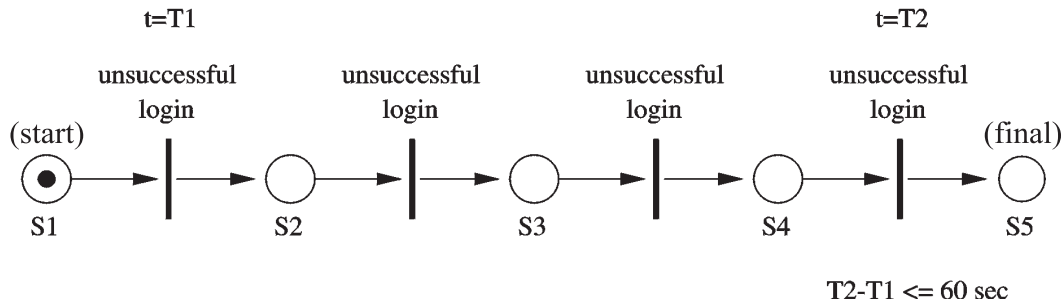 t=T1
t=T2
unsuccessful
login
unsuccessful
login
unsuccessful
login
unsuccessful
login
(start)
(final)
S1
S2
S3
S4
S5
T2-T1 <= 60 sec